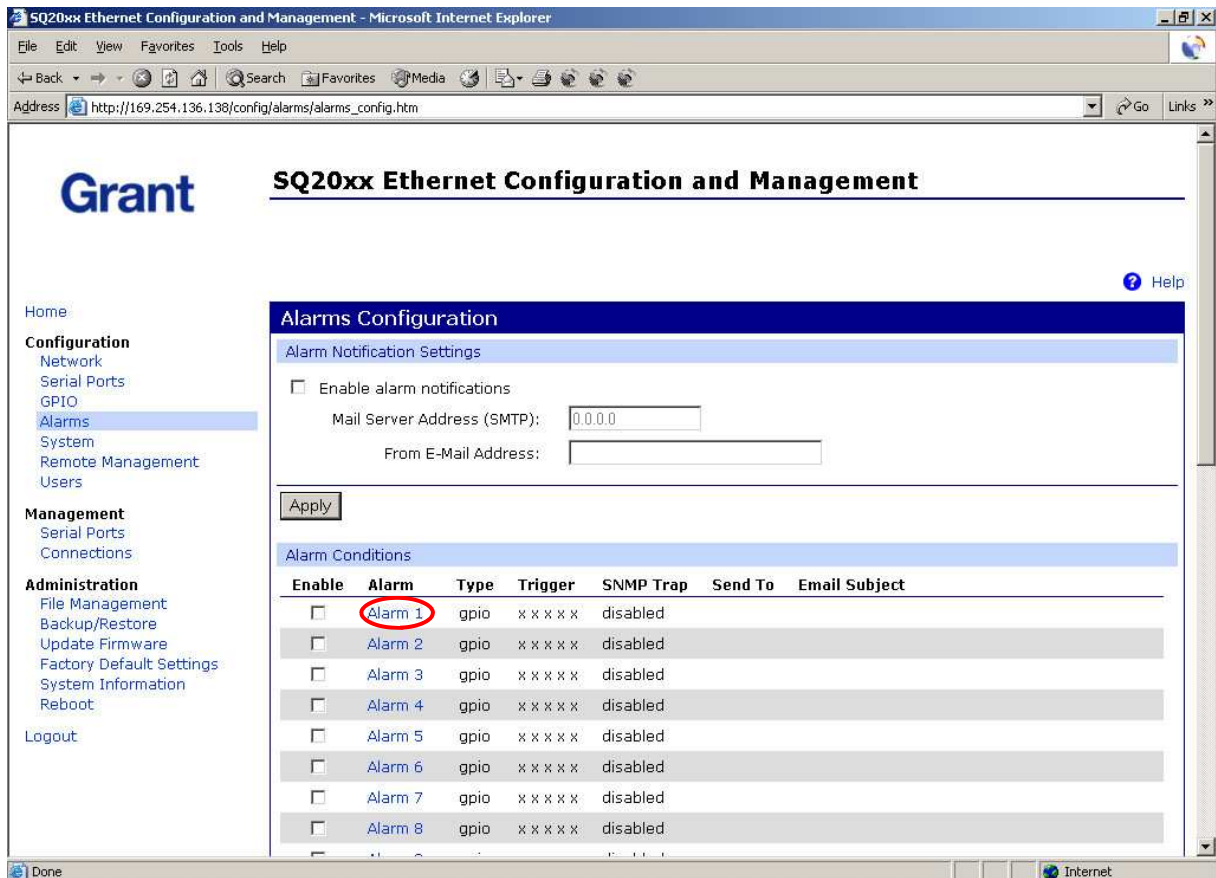 SQ20xx Ethernet Configuration and Management - Microsoft Internet Explorer
File Edit View Favorites Tools Help
Back Search Favorites Media
Address http://169.254.136.138/config/alarms/alarms_config.htm Go Links »
Grant
SQ20xx Ethernet Configuration and Management
? Help
Home
Configuration
Network
Serial Ports
GPIO
Alarms
System
Remote Management
Users
Management
Serial Ports
Connections
Administration
File Management
Backup/Restore
Update Firmware
Factory Default Settings
System Information
Reboot
Logout
Alarms Configuration
Alarm Notification Settings
Enable alarm notifications
Mail Server Address (SMTP): 0.0.0.0
From E-Mail Address:
Apply
Alarm Conditions
Enable Alarm Type Trigger SNMP Trap Send To Email Subject
Alarm 1 gpio x x x x x disabled
Alarm 2 gpio x x x x x disabled
Alarm 3 gpio x x x x x disabled
Alarm 4 gpio x x x x x disabled
Alarm 5 gpio x x x x x disabled
Alarm 6 gpio x x x x x disabled
Alarm 7 gpio x x x x x disabled
Alarm 8 gpio x x x x x disabled
Done Internet